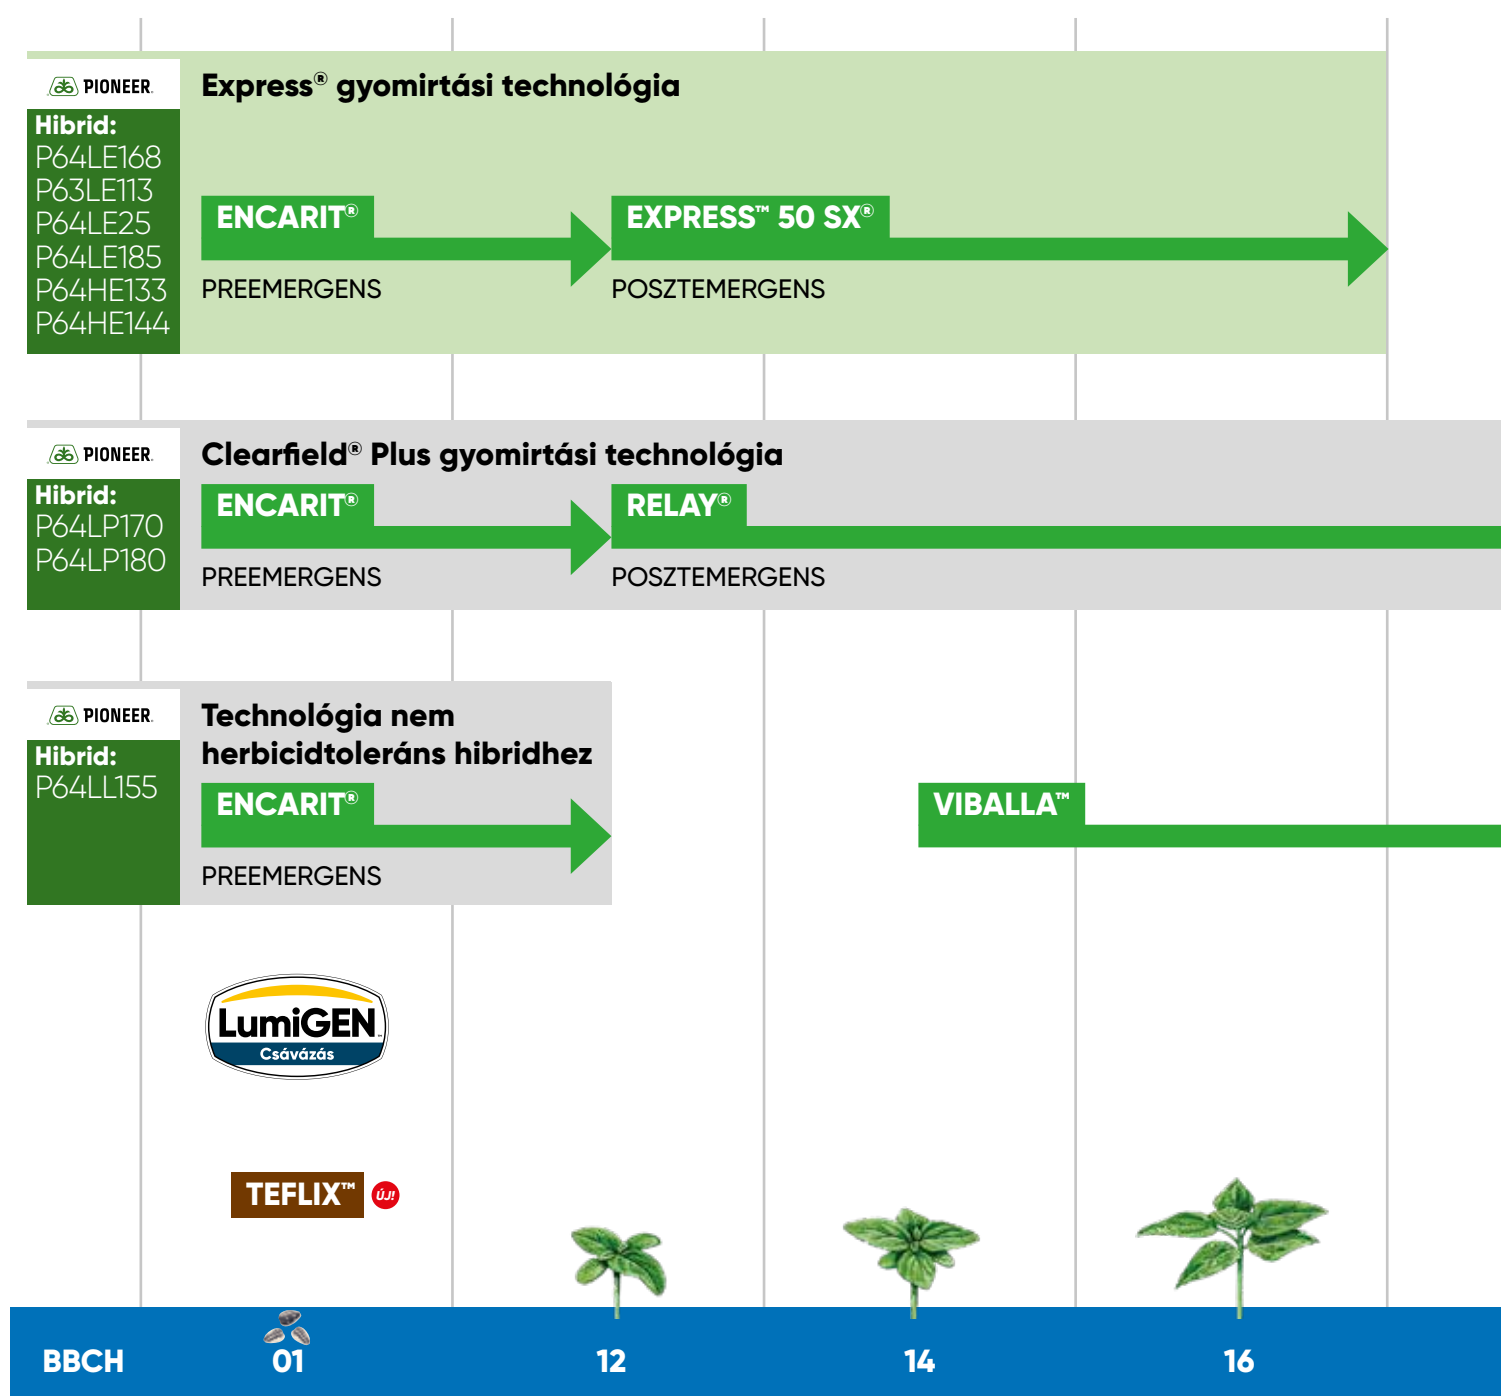 PIONEER.
Express® gyomirtási technológia
Hibrid:
P64LE168
P63LE113
P64LE25
P64LE185
P64HE133
P64HE144
ENCARIT®
EXPRESS™ 50 SX®
PREEMERGENS
POSZTEMERGENS
PIONEER.
Clearfield® Plus gyomirtási technológia
Hibrid:
P64LP170
P64LP180
ENCARIT®
RELAY®
PREEMERGENS
POSZTEMERGENS
PIONEER.
Technológia nem
herbicidtoleráns hibridhez
Hibrid:
P64LL155
ENCARIT®
VIBALLA™
PREEMERGENS
LumiGEN™
Csávázás
TEFLIX™ ÚJ!
BBCH 01 12 14 16